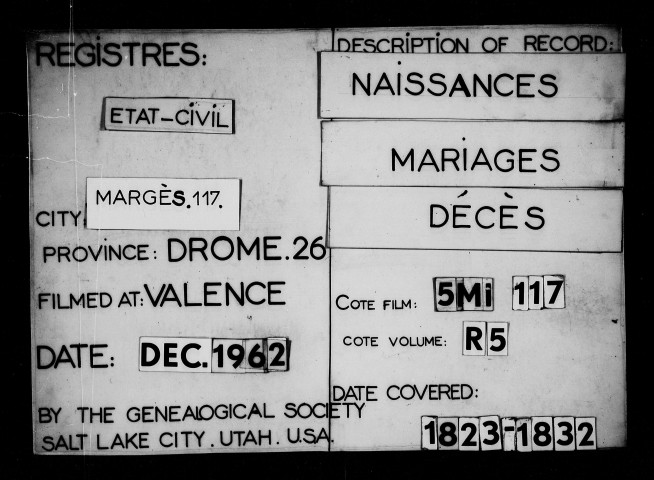 REGISTRES:
ETAT-CIVIL
CITY
MARGÈS.117.
PROVINCE: DROME.26
FILMED AT: VALENCE
DATE: DEC.1962
BY THE GENEALOGICAL SOCIETY
SALT LAKE CITY. UTAH. U.S.A.
DESCRIPTION OF RECORD:
NAISSANCES
MARIAGES
DÉCÈS
COTE FILM: 5Mi 117
COTE VOLUME: R5
DATE COVERED:
1823-1832